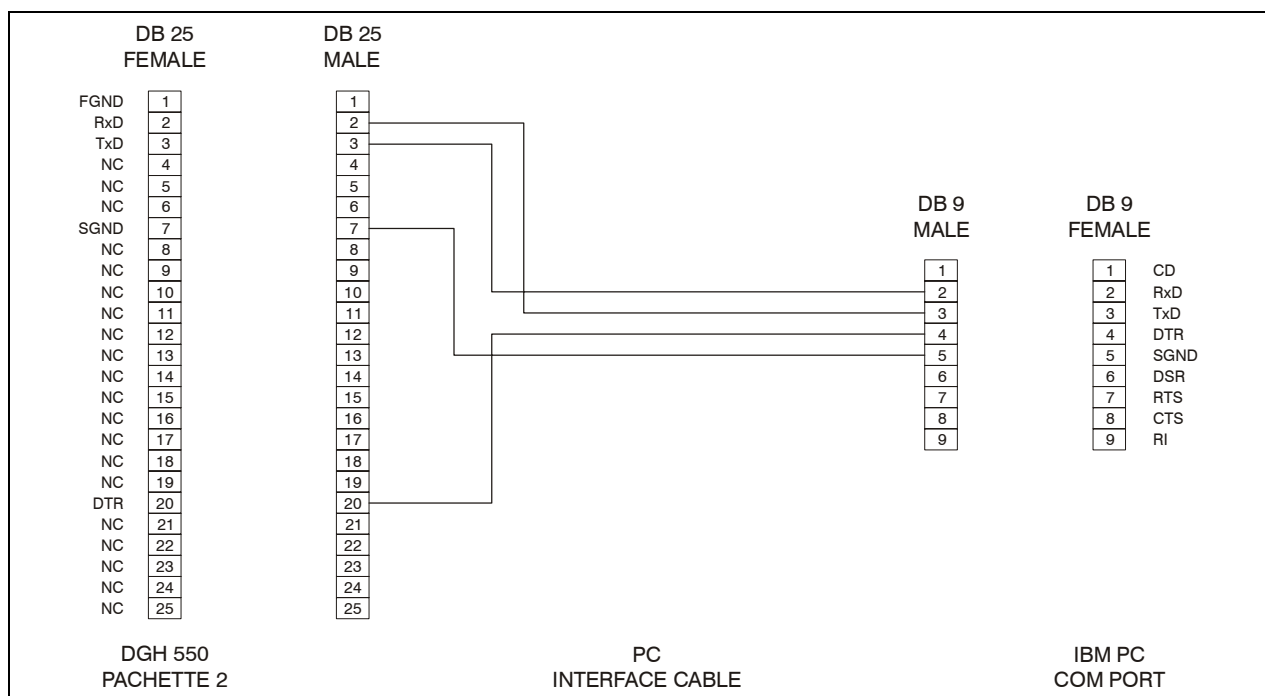 DB 25
FEMALE
DB 25
MALE
FGND 1
RxD 2
TxD 3
NC 4
NC 5
NC 6
SGND 7
NC 8
NC 9
NC 10
NC 11
NC 12
NC 13
NC 14
NC 15
NC 16
NC 17
NC 18
NC 19
DTR 20
NC 21
NC 22
NC 23
NC 24
NC 25
1
2
3
4
5
6
7
8
9
10
11
12
13
14
15
16
17
18
19
20
21
22
23
24
25
DB 9
MALE
1
2
3
4
5
6
7
8
9
DB 9
FEMALE
1 CD
2 RxD
3 TxD
4 DTR
5 SGND
6 DSR
7 RTS
8 CTS
9 RI
DGH 550
PACHETTE 2
PC
INTERFACE CABLE
IBM PC
COM PORT